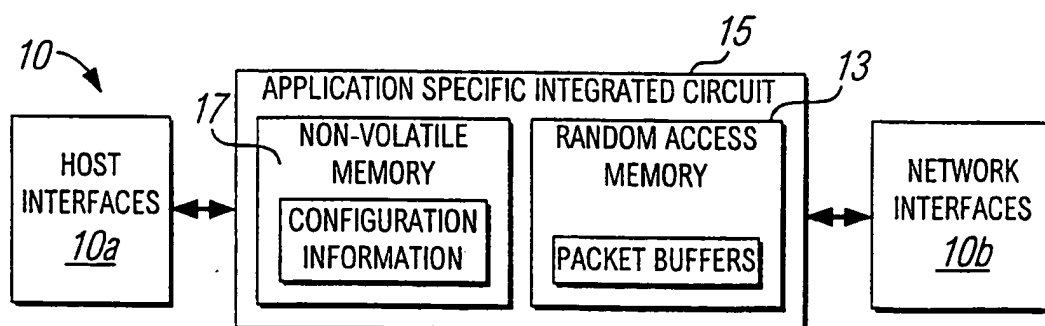 10
15
13
APPLICATION SPECIFIC INTEGRATED CIRCUIT
HOST
INTERFACES
10a
17
NON-VOLATILE
MEMORY
CONFIGURATION
INFORMATION
RANDOM ACCESS
MEMORY
PACKET BUFFERS
NETWORK
INTERFACES
10b